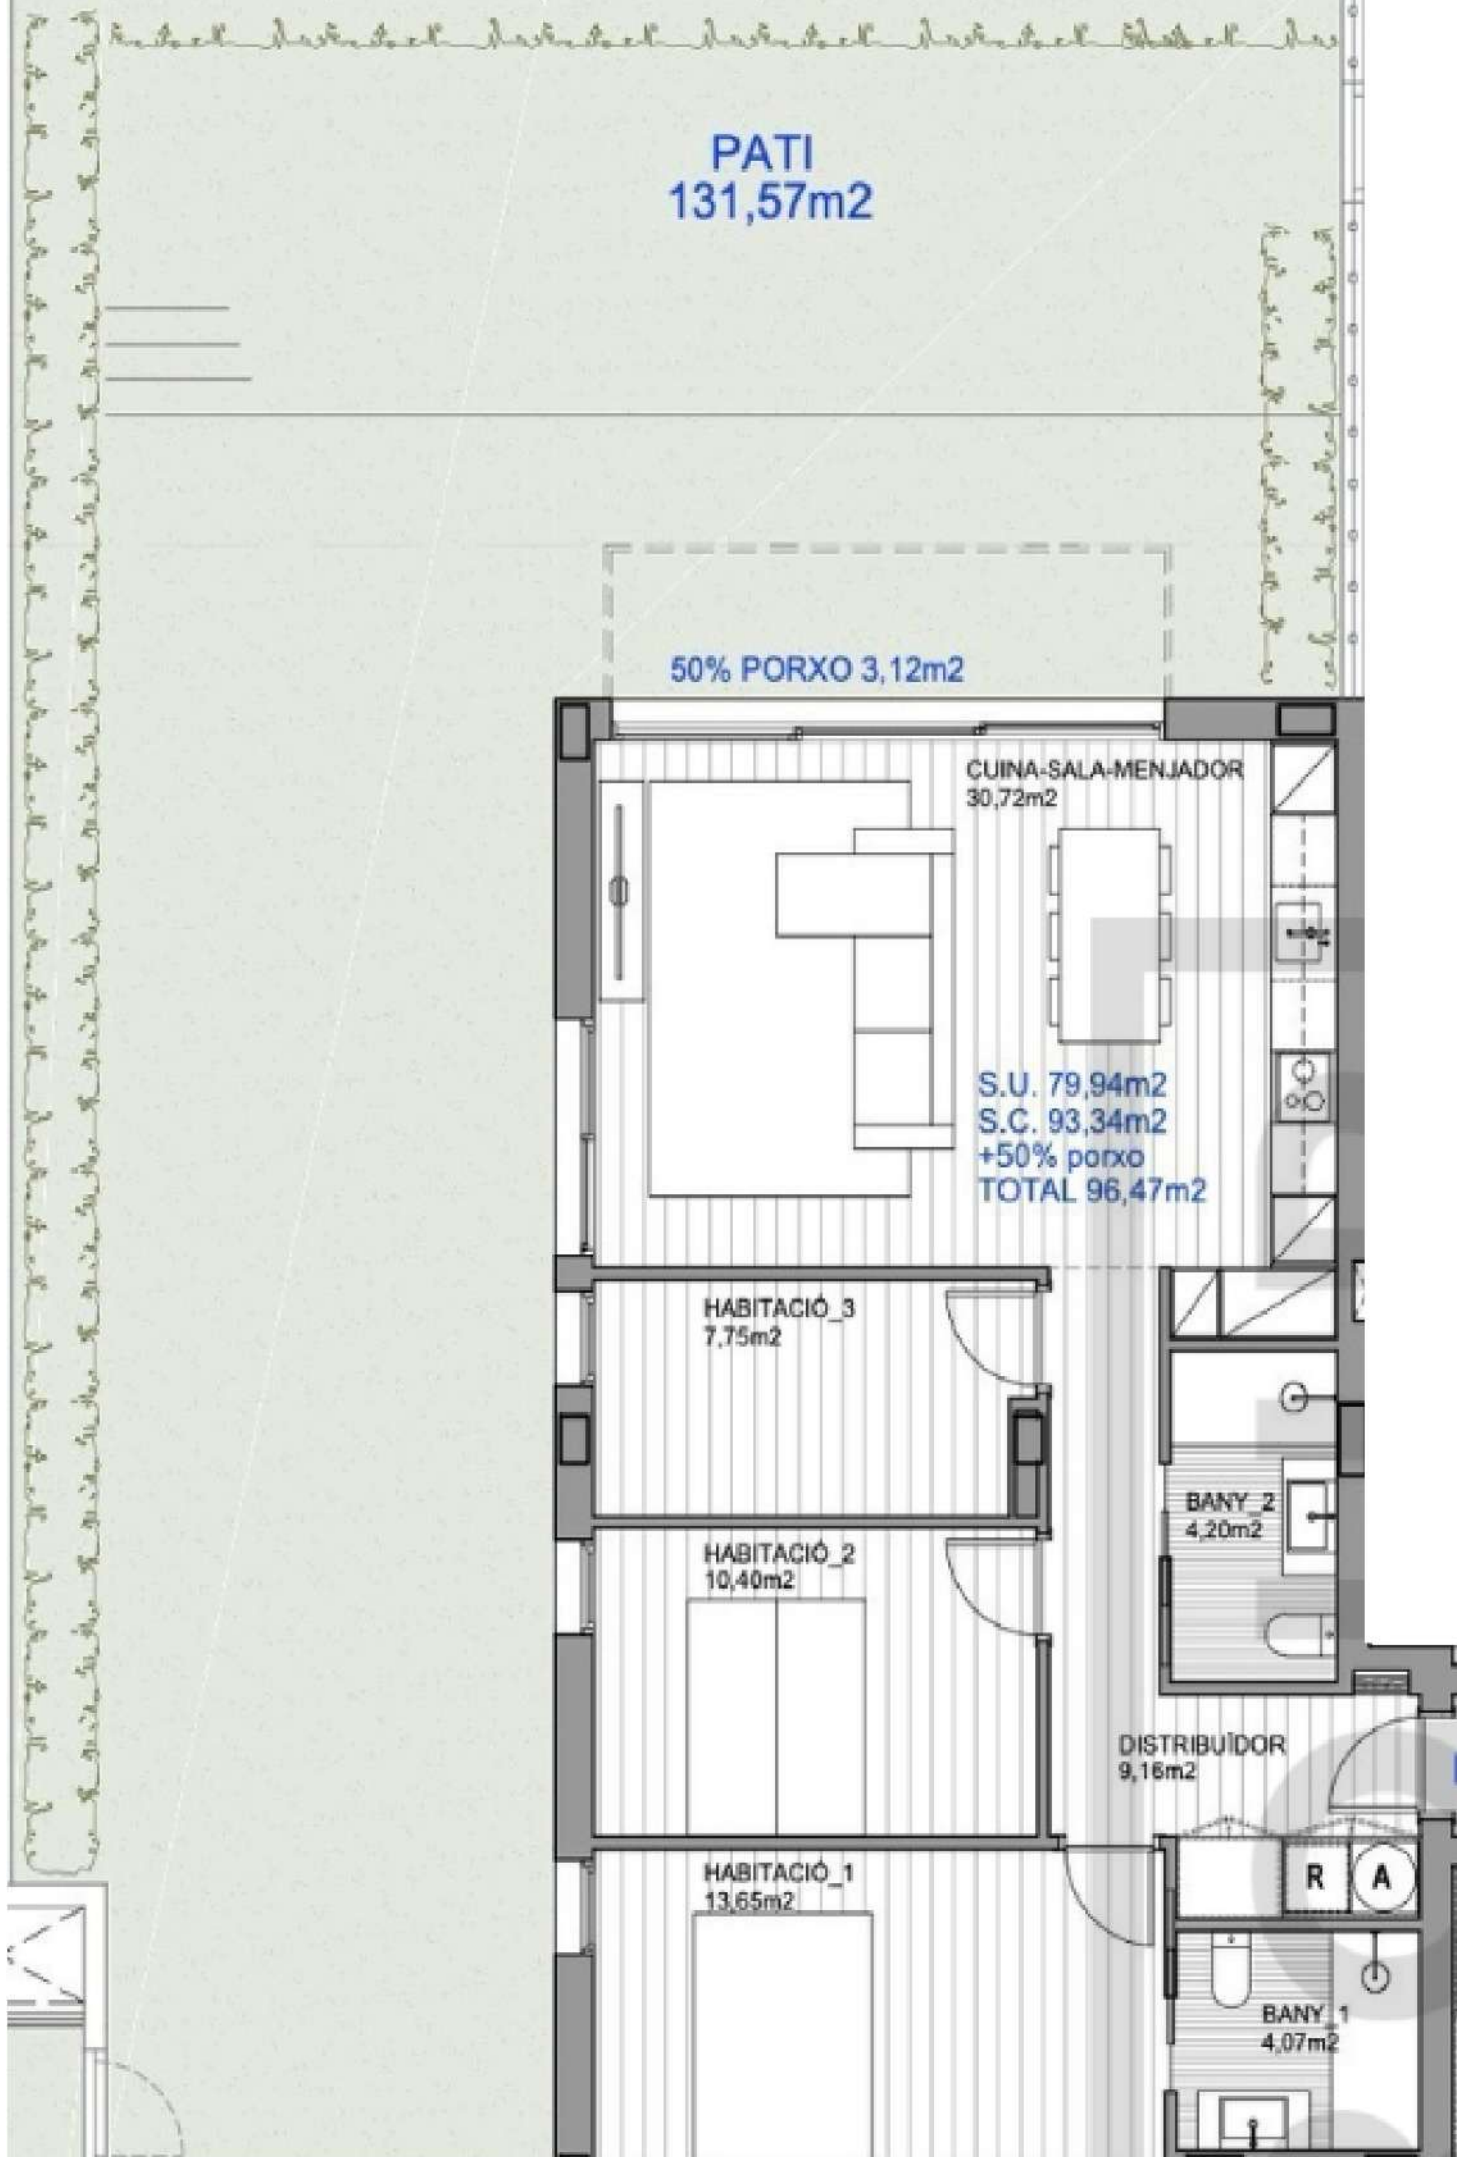 PATI
131,57m2
50% PORXO 3,12m2
CUINA-SALA-MENJADOR
30,72m2
S.U. 79,94m2
S.C. 93,34m2
+50% porxo
TOTAL 96,47m2
HABITACIÓ_3
7,75m2
BANY_2
4,20m2
HABITACIÓ_2
10,40m2
DISTRIBUÏDOR
9,16m2
HABITACIÓ_1
13,65m2
R
A
BANY_1
4,07m2